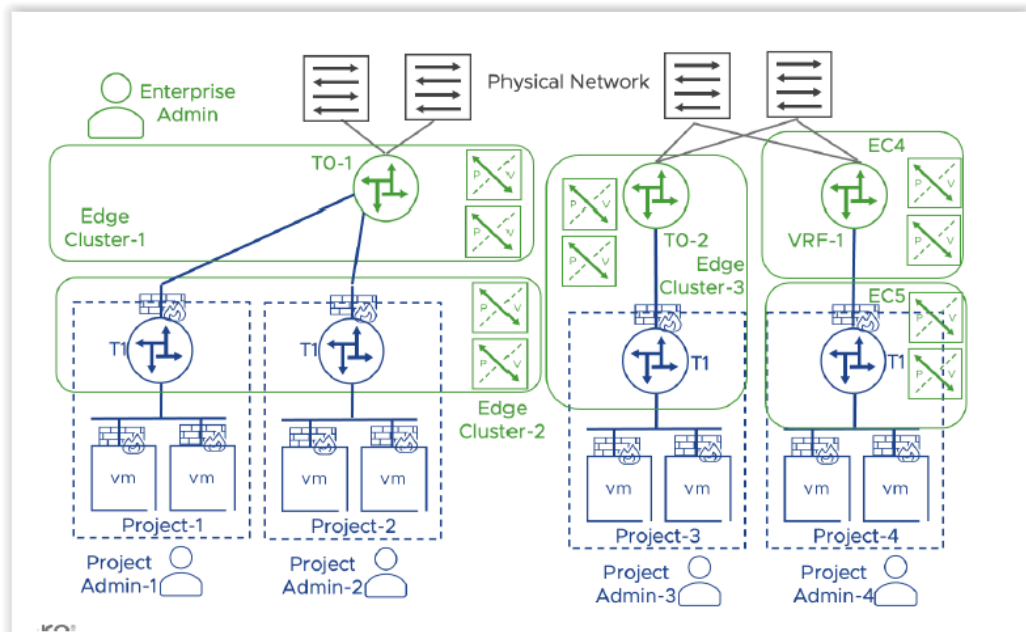 Physical Network
Enterprise
Admin
T0-1
Edge
Cluster-1
P V
P V
P V
P V
T0-2
Edge
Cluster-3
EC4
P V
P V
VRF-1
T1
T1
P V
P V
Edge
Cluster-2
T1
EC5
T1
P V
P V
vm
vm
vm
vm
vm
vm
vm
vm
Project-1
Project-2
Project-3
Project-4
Project
Admin-1
Project
Admin-2
Project
Admin-3
Project
Admin-4